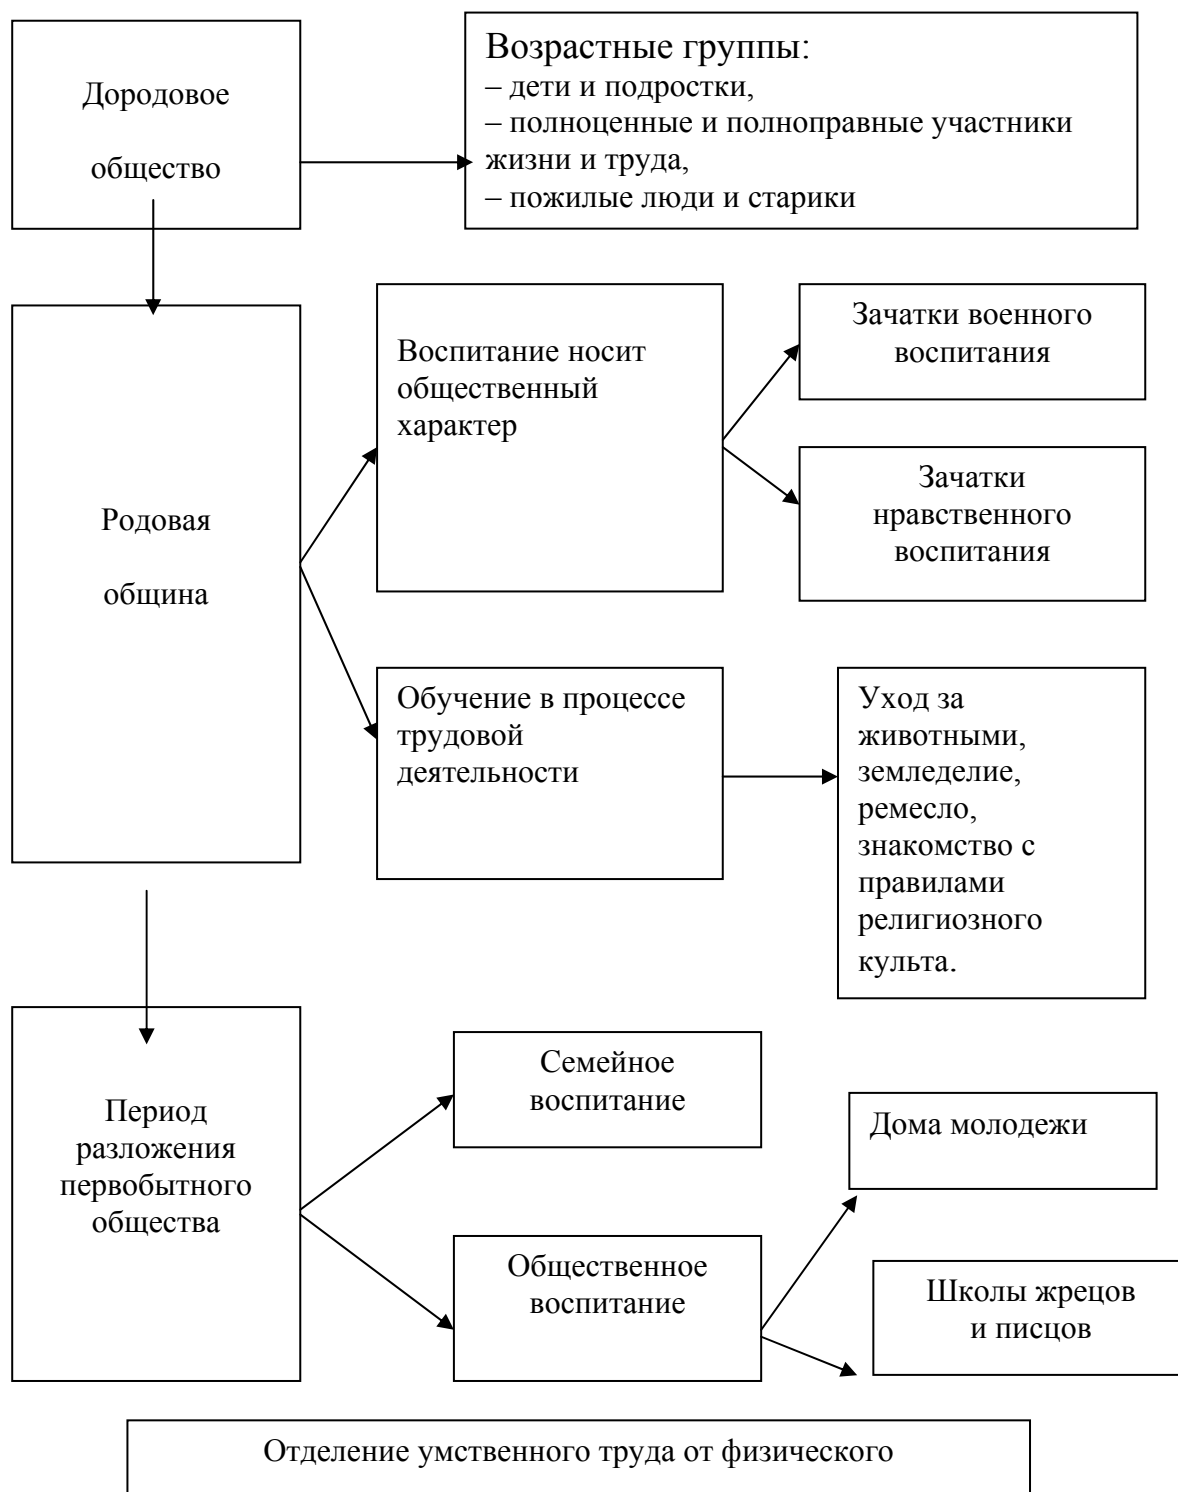 Дородовое
общество
Возрастные группы:
– дети и подростки,
– полноценные и полноправные участники
жизни и труда,
– пожилые люди и старики
Родовая
община
Воспитание носит
общественный
характер
Зачатки военного
воспитания
Зачатки
нравственного
воспитания
Обучение в процессе
трудовой
деятельности
Уход за
животными,
земледелие,
ремесло,
знакомство с
правилами
религиозного
культа.
Период
разложения
первобытного
общества
Семейное
воспитание
Общественное
воспитание
Дома молодежи
Школы жрецов
и писцов
Отделение умственного труда от физического